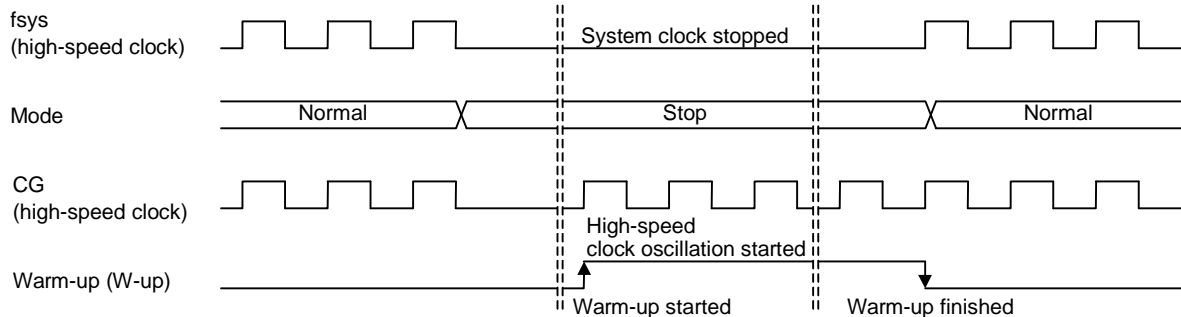 fsys
(high-speed clock)
System clock stopped
Mode
Normal
Stop
Normal
CG
(high-speed clock)
High-speed
clock oscillation started
Warm-up (W-up)
Warm-up started
Warm-up finished